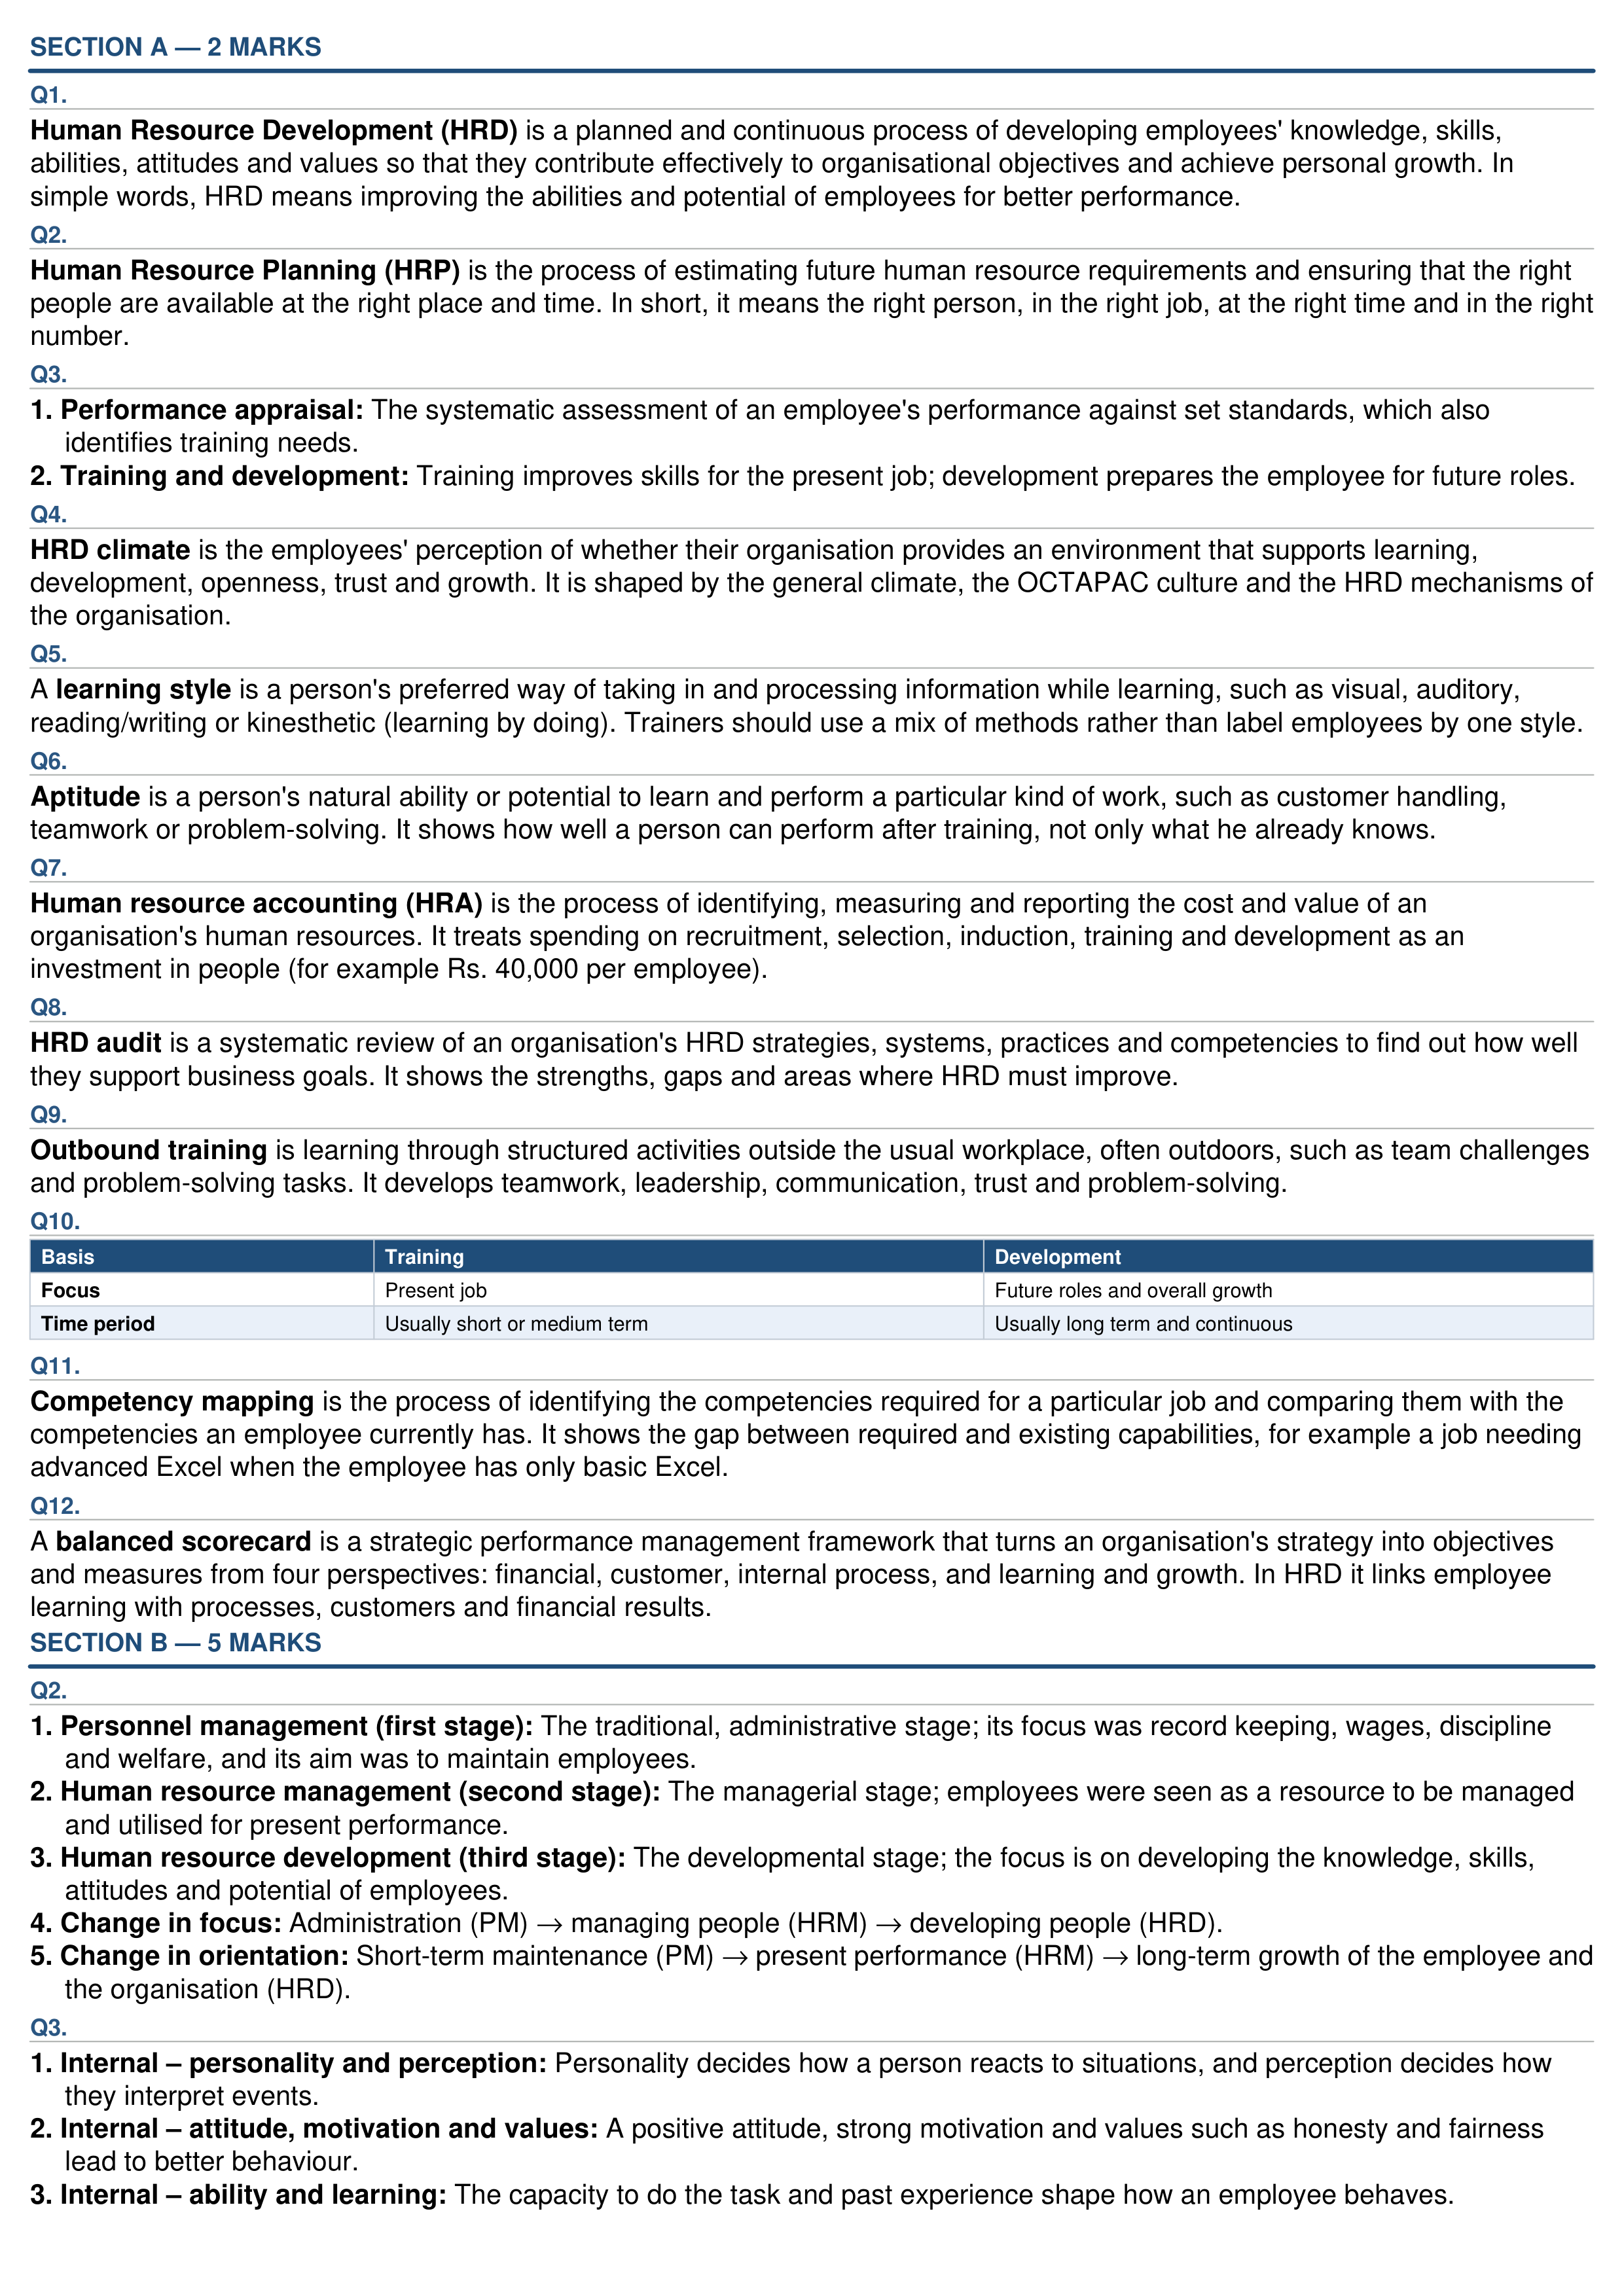 SECTION A — 2 MARKS
Q1.
Human Resource Development (HRD) is a planned and continuous process of developing employees' knowledge, skills,
abilities, attitudes and values so that they contribute effectively to organisational objectives and achieve personal growth. In
simple words, HRD means improving the abilities and potential of employees for better performance.
Q2.
Human Resource Planning (HRP) is the process of estimating future human resource requirements and ensuring that the right
people are available at the right place and time. In short, it means the right person, in the right job, at the right time and in the right
number.
Q3.
1. Performance appraisal: The systematic assessment of an employee's performance against set standards, which also
identifies training needs.
2. Training and development: Training improves skills for the present job; development prepares the employee for future roles.
Q4.
HRD climate is the employees' perception of whether their organisation provides an environment that supports learning,
development, openness, trust and growth. It is shaped by the general climate, the OCTAPAC culture and the HRD mechanisms of
the organisation.
Q5.
A learning style is a person's preferred way of taking in and processing information while learning, such as visual, auditory,
reading/writing or kinesthetic (learning by doing). Trainers should use a mix of methods rather than label employees by one style.
Q6.
Aptitude is a person's natural ability or potential to learn and perform a particular kind of work, such as customer handling,
teamwork or problem-solving. It shows how well a person can perform after training, not only what he already knows.
Q7.
Human resource accounting (HRA) is the process of identifying, measuring and reporting the cost and value of an
organisation's human resources. It treats spending on recruitment, selection, induction, training and development as an
investment in people (for example Rs. 40,000 per employee).
Q8.
HRD audit is a systematic review of an organisation's HRD strategies, systems, practices and competencies to find out how well
they support business goals. It shows the strengths, gaps and areas where HRD must improve.
Q9.
Outbound training is learning through structured activities outside the usual workplace, often outdoors, such as team challenges
and problem-solving tasks. It develops teamwork, leadership, communication, trust and problem-solving.
Q10.
Basis Training Development
Focus Present job Future roles and overall growth
Time period Usually short or medium term Usually long term and continuous
Q11.
Competency mapping is the process of identifying the competencies required for a particular job and comparing them with the
competencies an employee currently has. It shows the gap between required and existing capabilities, for example a job needing
advanced Excel when the employee has only basic Excel.
Q12.
A balanced scorecard is a strategic performance management framework that turns an organisation's strategy into objectives
and measures from four perspectives: financial, customer, internal process, and learning and growth. In HRD it links employee
learning with processes, customers and financial results.
SECTION B — 5 MARKS
Q2.
1. Personnel management (first stage): The traditional, administrative stage; its focus was record keeping, wages, discipline
and welfare, and its aim was to maintain employees.
2. Human resource management (second stage): The managerial stage; employees were seen as a resource to be managed
and utilised for present performance.
3. Human resource development (third stage): The developmental stage; the focus is on developing the knowledge, skills,
attitudes and potential of employees.
4. Change in focus: Administration (PM) → managing people (HRM) → developing people (HRD).
5. Change in orientation: Short-term maintenance (PM) → present performance (HRM) → long-term growth of the employee and
the organisation (HRD).
Q3.
1. Internal – personality and perception: Personality decides how a person reacts to situations, and perception decides how
they interpret events.
2. Internal – attitude, motivation and values: A positive attitude, strong motivation and values such as honesty and fairness
lead to better behaviour.
3. Internal – ability and learning: The capacity to do the task and past experience shape how an employee behaves.